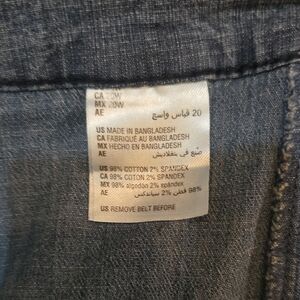 CA 20W
MX 20W
AE 20 قياس واسع
US MADE IN BANGLADESH
CA FABRIQUÉ AU BANGLADESH
MX HECHO EN BANGLADESH
AE صنع في بنغلاديش
US 98% COTTON 2% SPANDEX
CA 98% COTON 2% SPANDEX
MX 98% algodón 2% spandex
AE 98% قطن 2% سباندكس
US REMOVE BELT BEFORE